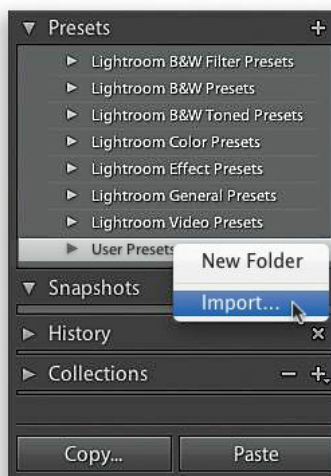 Presets
Lightroom B&W Filter Presets
Lightroom B&W Presets
Lightroom B&W Toned Presets
Lightroom Color Presets
Lightroom Effect Presets
Lightroom General Presets
Lightroom Video Presets
User Presets
New Folder
Snapshots
Import...
History
Collections
Copy...
Paste